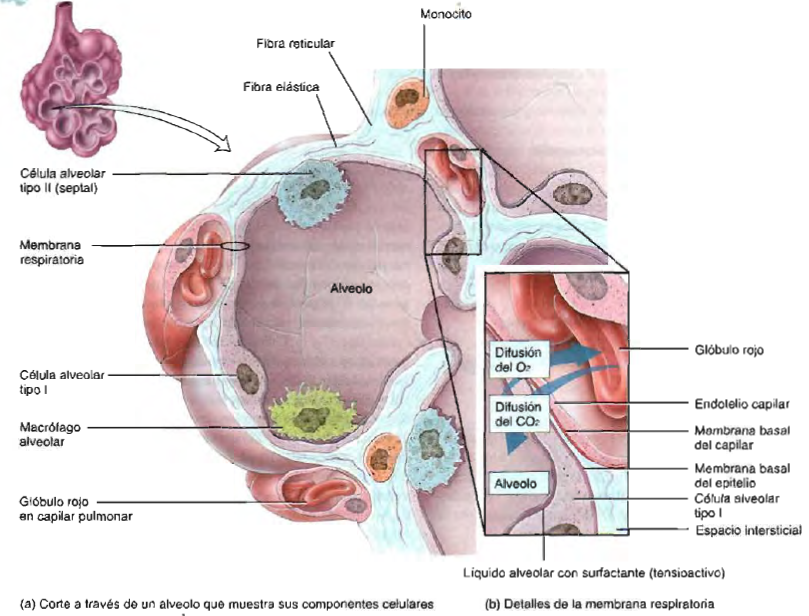 Monocito
Fibra reticular
Fibra elástica
Célula alveolar
tipo II (septal)
Membrana
respiratoria
Alveolo
Célula alveolar
tipo I
Macrófago
alveolar
Glóbulo rojo
en capilar pulmonar
Difusión
del O₂
Difusión
del CO₂
Alveolo
Glóbulo rojo
Endotelio capilar
Membrana basal
del capilar
Membrana basal
del epitelio
Célula alveolar
tipo I
Espacio intersticial
Líquido alveolar con surfactante (tensioactivo)
(a) Corte a través de un alveolo que muestra sus componentes celulares
(b) Detalles de la membrana respiratoria